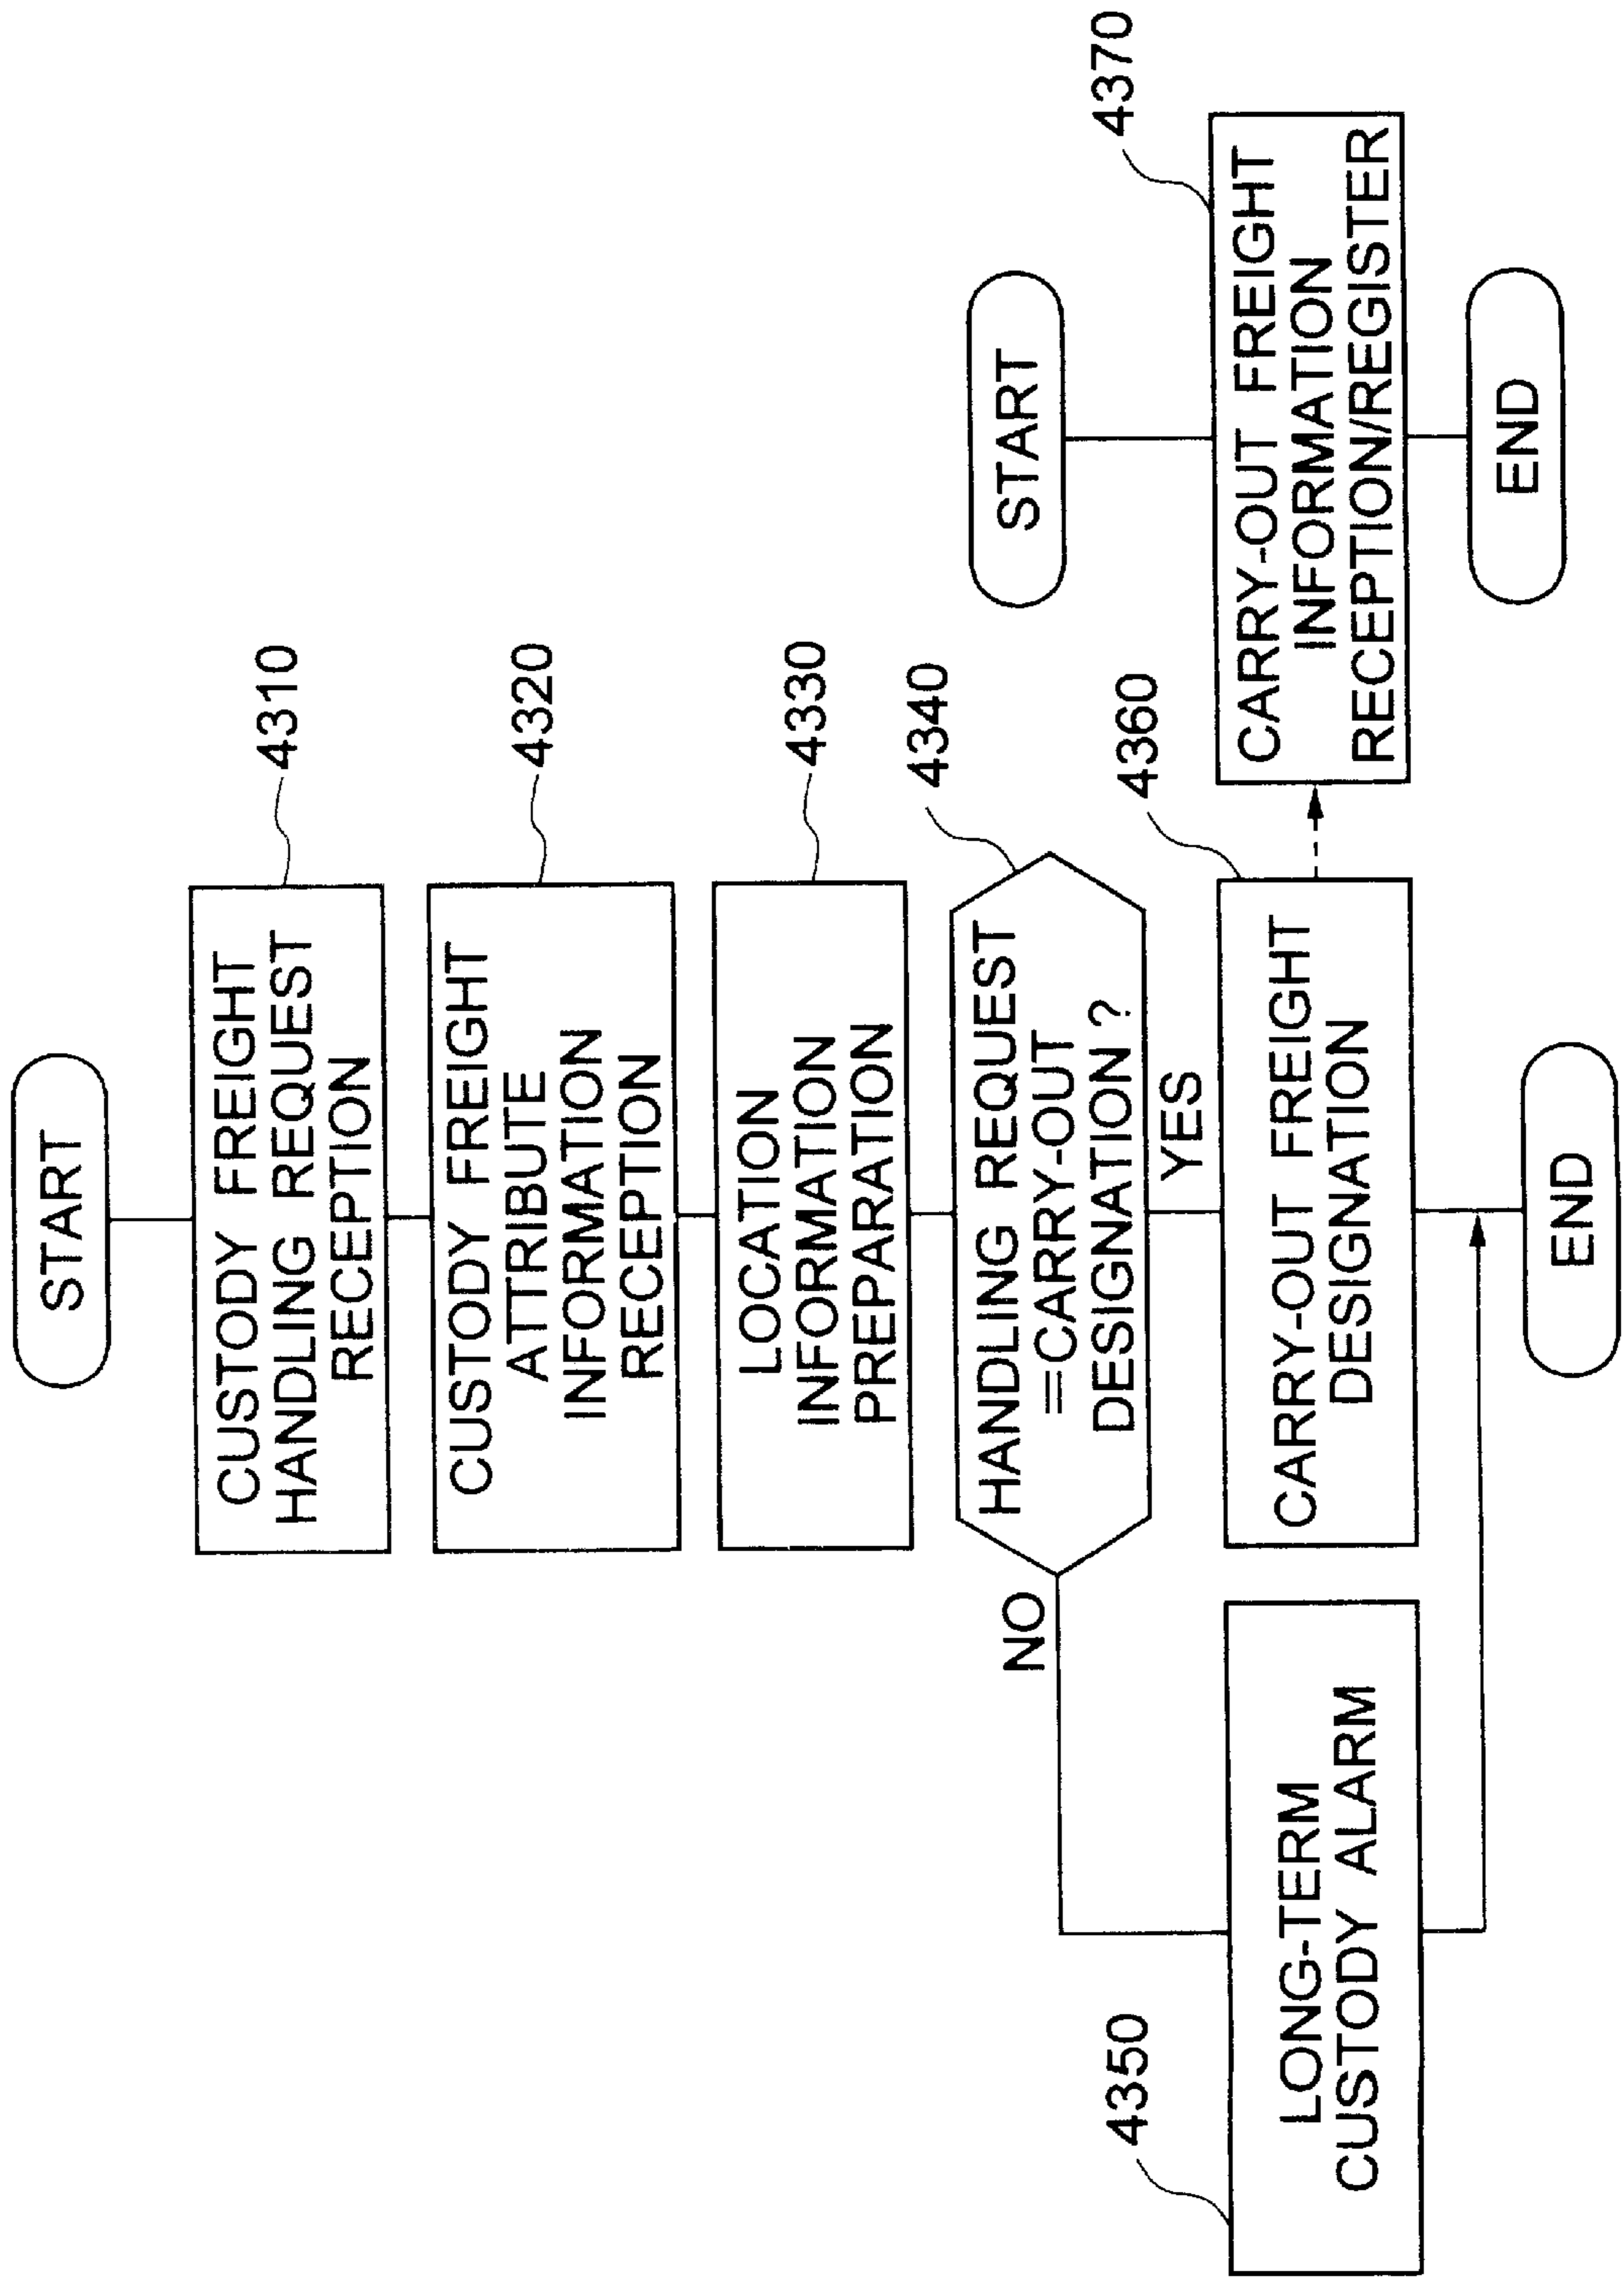 START
4310
CUSTODY FREIGHT
HANDLING REQUEST
RECEPTION
4320
CUSTODY FREIGHT
ATTRIBUTE
INFORMATION
RECEPTION
4330
LOCATION
INFORMATION
PREPARATION
4340
HANDLING REQUEST
=CARRY-OUT
DESIGNATION ?
NO
YES
4350
LONG-TERM
CUSTODY ALARM
4360
CARRY-OUT FREIGHT
DESIGNATION
END
START
4370
CARRY-OUT FREIGHT
INFORMATION
RECEPTION/REGISTER
END